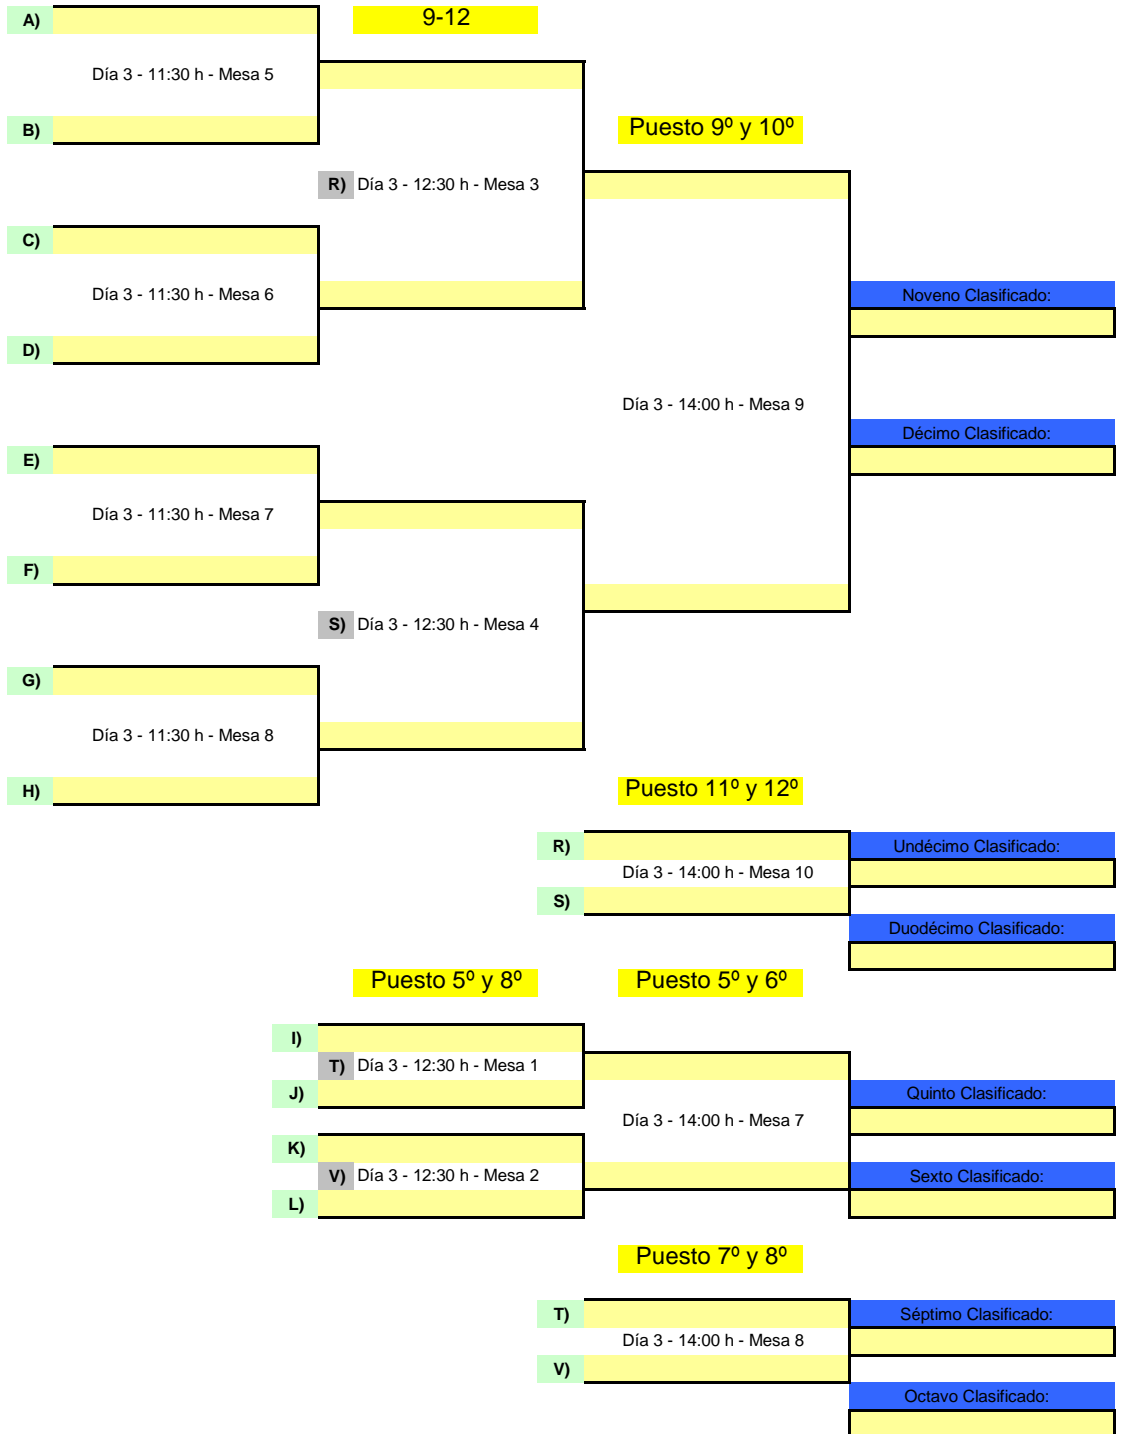 A)
9-12
Día 3 - 11:30 h - Mesa 5
B)
Puesto 9º y 10º
R) Día 3 - 12:30 h - Mesa 3
C)
Día 3 - 11:30 h - Mesa 6
Noveno Clasificado:
D)
Día 3 - 14:00 h - Mesa 9
Décimo Clasificado:
E)
Día 3 - 11:30 h - Mesa 7
F)
S) Día 3 - 12:30 h - Mesa 4
G)
Día 3 - 11:30 h - Mesa 8
H)
Puesto 11º y 12º
R)
Undécimo Clasificado:
Día 3 - 14:00 h - Mesa 10
S)
Duodécimo Clasificado:
Puesto 5º y 8º
Puesto 5º y 6º
I)
T) Día 3 - 12:30 h - Mesa 1
J)
Quinto Clasificado:
Día 3 - 14:00 h - Mesa 7
K)
V) Día 3 - 12:30 h - Mesa 2
Sexto Clasificado:
L)
Puesto 7º y 8º
T)
Séptimo Clasificado:
Día 3 - 14:00 h - Mesa 8
V)
Octavo Clasificado: